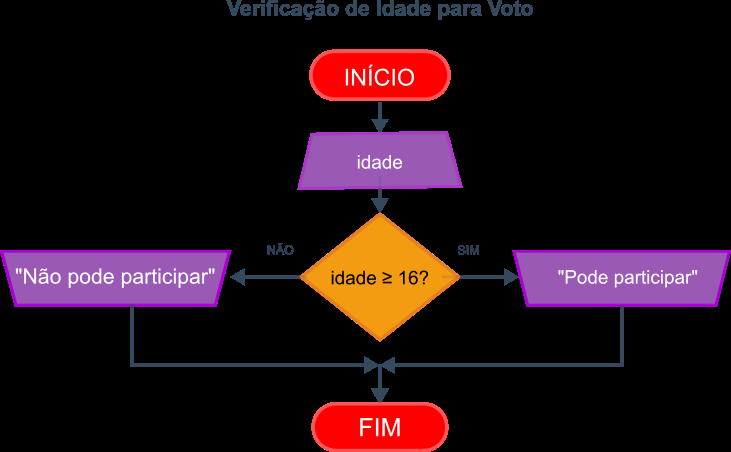 Verificação de Idade para Voto
INÍCIO
idade
NÃO
SIM
"Não pode participar"
idade ≥ 16?
"Pode participar"
FIM